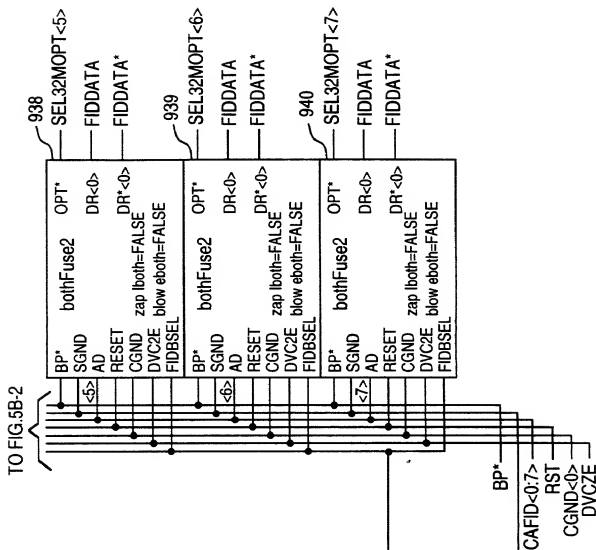 TO FIG.5B-2
938
BP*
OPT*
SEL32MOPT<5>
SGND
bothFuse2
<5>
AD
DR<0>
FIDDATA
RESET
DR*<0>
FIDDATA*
CGND
zap lboth=FALSE
DVC2E
blow eboth=FALSE
FIDBSEL
939
BP*
OPT*
SEL32MOPT<6>
SGND
bothFuse2
<6>
AD
DR<0>
FIDDATA
RESET
DR*<0>
FIDDATA*
CGND
zap lboth=FALSE
DVC2E
blow eboth=FALSE
FIDBSEL
940
BP*
OPT*
SEL32MOPT<7>
SGND
bothFuse2
<7>
AD
DR<0>
FIDDATA
RESET
DR*<0>
FIDDATA*
CGND
zap lboth=FALSE
DVC2E
blow eboth=FALSE
FIDBSEL
BP*
CAFID<0:7>
RST
CGND<0>
DVCZE